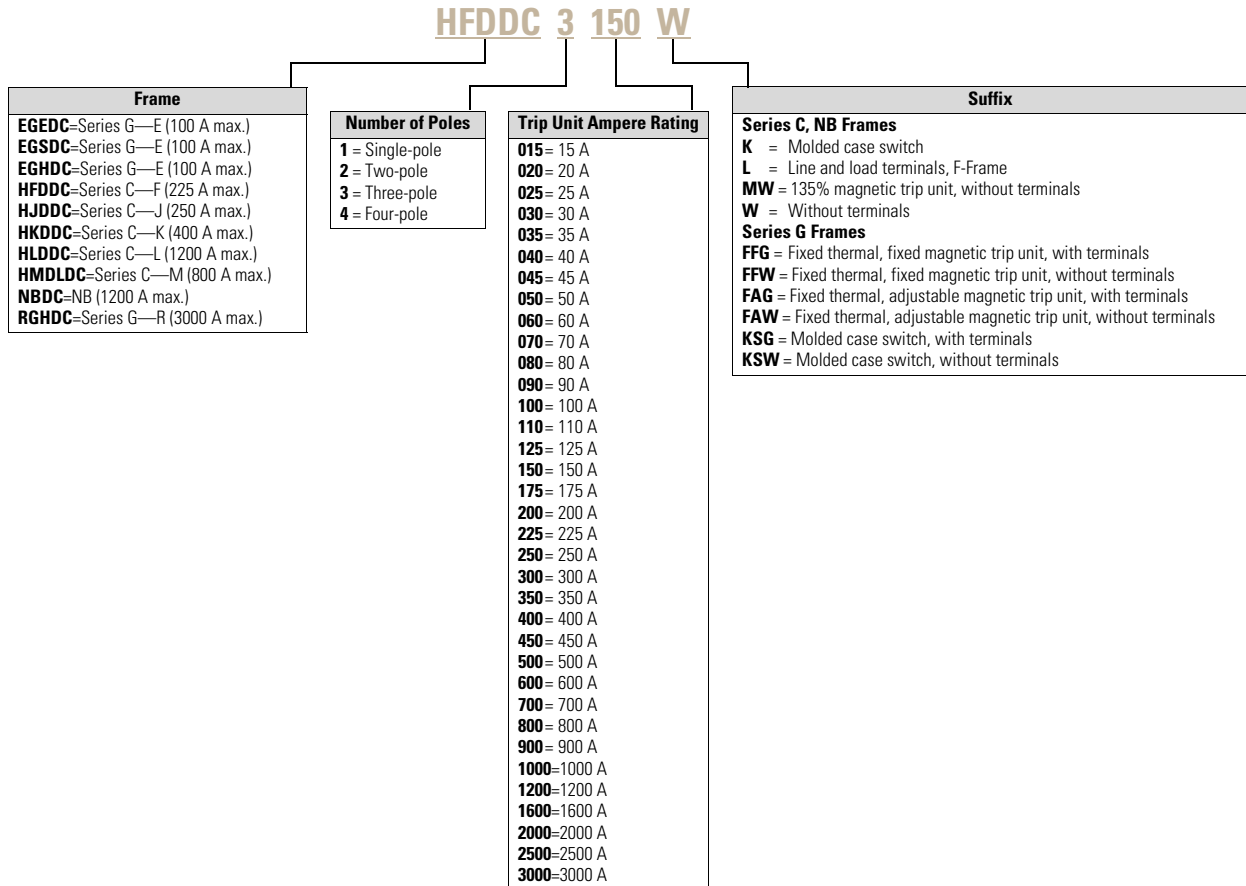 HFDDC 3 150 W
Frame
EGEDC=Series G—E (100 A max.)
EGSDC=Series G—E (100 A max.)
EGHDC=Series G—E (100 A max.)
HFDDC=Series C—F (225 A max.)
HJDDC=Series C—J (250 A max.)
HKDDC=Series C—K (400 A max.)
HLDDC=Series C—L (1200 A max.)
HMDLDC=Series C—M (800 A max.)
NBDC=NB (1200 A max.)
RGHDC=Series G—R (3000 A max.)
Number of Poles
1 = Single-pole
2 = Two-pole
3 = Three-pole
4 = Four-pole
Trip Unit Ampere Rating
015 = 15 A
020 = 20 A
025 = 25 A
030 = 30 A
035 = 35 A
040 = 40 A
045 = 45 A
050 = 50 A
060 = 60 A
070 = 70 A
080 = 80 A
090 = 90 A
100 = 100 A
110 = 110 A
125 = 125 A
150 = 150 A
175 = 175 A
200 = 200 A
225 = 225 A
250 = 250 A
300 = 300 A
350 = 350 A
400 = 400 A
450 = 450 A
500 = 500 A
600 = 600 A
700 = 700 A
800 = 800 A
900 = 900 A
1000=1000 A
1200=1200 A
1600=1600 A
2000=2000 A
2500=2500 A
3000=3000 A
Suffix
Series C, NB Frames
K = Molded case switch
L = Line and load terminals, F-Frame
MW = 135% magnetic trip unit, without terminals
W = Without terminals
Series G Frames
FFG = Fixed thermal, fixed magnetic trip unit, with terminals
FFW = Fixed thermal, fixed magnetic trip unit, without terminals
FAG = Fixed thermal, adjustable magnetic trip unit, with terminals
FAW = Fixed thermal, adjustable magnetic trip unit, without terminals
KSG = Molded case switch, with terminals
KSW = Molded case switch, without terminals